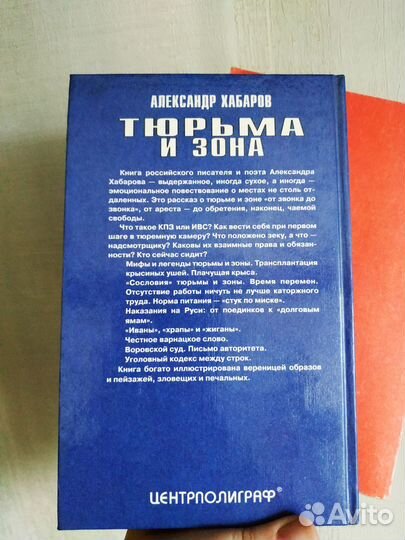 АЛЕКСАНДР ХАБАРОВ
ТЮРЬМА
И ЗОНА
Книга российского писателя и поэта Александра
Хабарова — выдержанное, иногда сухое, а иногда —
эмоциональное повествование о местах не столь от-
даленных. Это рассказ о тюрьме и зоне «от звонка до
звонка», от ареста — до обретения, наконец, чаемой
свободы.
Что такое КПЗ или ИВС? Как вести себя при первом
шаге в тюремную камеру? Что положено зеку, а что —
надсмотрщику? Каковы их взаимные права и обязан-
ности? Кто сейчас сидит?
Мифы и легенды тюрьмы и зоны. Трансплантация
крысиных ушей. Плачущая крыса.
«Сословия» тюрьмы и зоны. Время перемен.
Отсутствие работы ничуть не лучше каторжного
труда. Норма питания — «стук по миске».
Наказания на Руси: от поединков к «долговым
ямам».
«Иваны», «храпы» и «жиганы».
Честное варнацкое слово.
Воровской суд. Письмо авторитета.
Уголовный кодекс между строк.
Книга богато иллюстрирована вереницей образов
и пейзажей, зловещих и печальных.
ЦЕНТРПОЛИГРАФ®
Avito